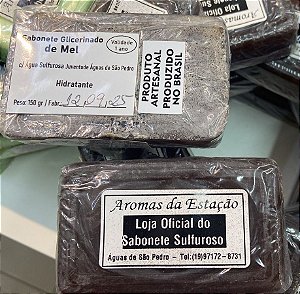 Sabonete Glicerinado
de Mel
Validade
1 ano
c/ Água Sulfurosa Juventude Águas de São Pedro
Hidratante
Peso: 150 gr / Fabr.: 12.09.25
PRODUTO
ARTESANAL
PRODUZIDO
NO BRASIL
Aromas da Estação
Loja Oficial do
Sabonete Sulfuroso
Águas de São Pedro - Tel:(19)97172-8731